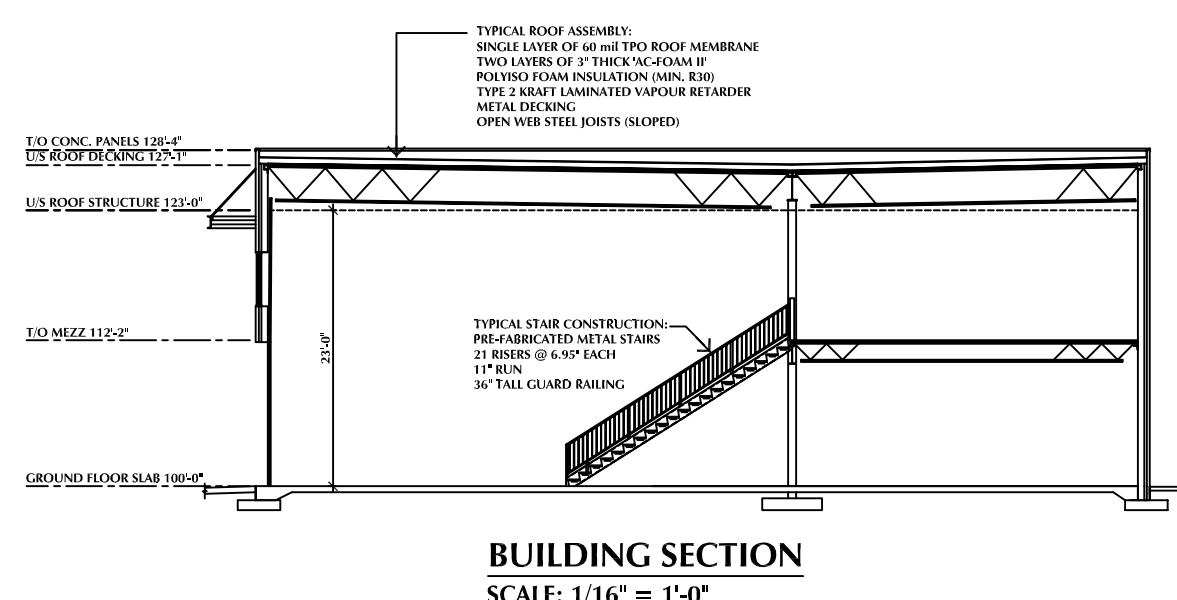 TYPICAL ROOF ASSEMBLY:
SINGLE LAYER OF 60 mil TPO ROOF MEMBRANE
TWO LAYERS OF 3" THICK 'AC-FOAM II'
POLYISO FOAM INSULATION (MIN. R30)
TYPE 2 KRAFT LAMINATED VAPOUR RETARDER
METAL DECKING
OPEN WEB STEEL JOISTS (SLOPED)
T/O CONC. PANELS 128'-4"
U/S ROOF DECKING 127'-1"
U/S ROOF STRUCTURE 123'-0"
T/O MEZZ 112'-2"
23'-0"
TYPICAL STAIR CONSTRUCTION:
PRE-FABRICATED METAL STAIRS
21 RISERS @ 6.95" EACH
11" RUN
36" TALL GUARD RAILING
GROUND FLOOR SLAB 100'-0"
BUILDING SECTION
SCALE: 1/16" = 1'-0"